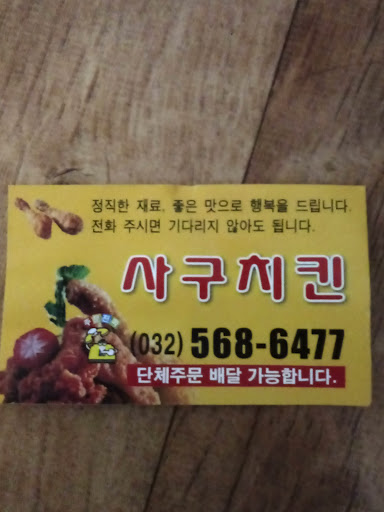 정직한 재료, 좋은 맛으로 행복을 드립니다.
전화 주시면 기다리지 않아도 됩니다.
사구치킨
(032) 568-6477
단체주문 배달 가능합니다.